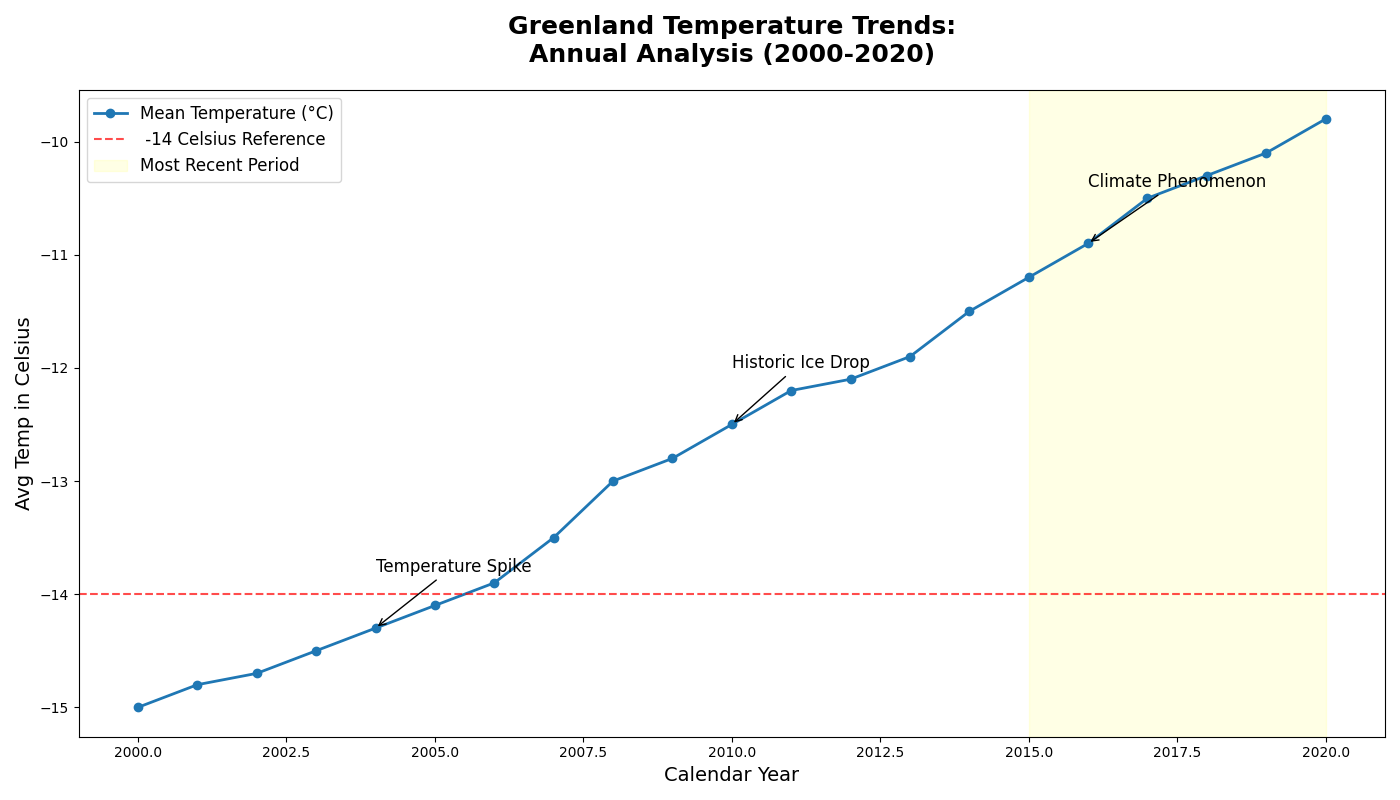 Greenland Temperature Trends:
Annual Analysis (2000-2020)
Mean Temperature (°C)
-14 Celsius Reference
Most Recent Period
Climate Phenomenon
Historic Ice Drop
Temperature Spike
Avg Temp in Celsius
−10
−11
−12
−13
−14
−15
2000.0 2002.5 2005.0 2007.5 2010.0 2012.5 2015.0 2017.5 2020.0
Calendar Year